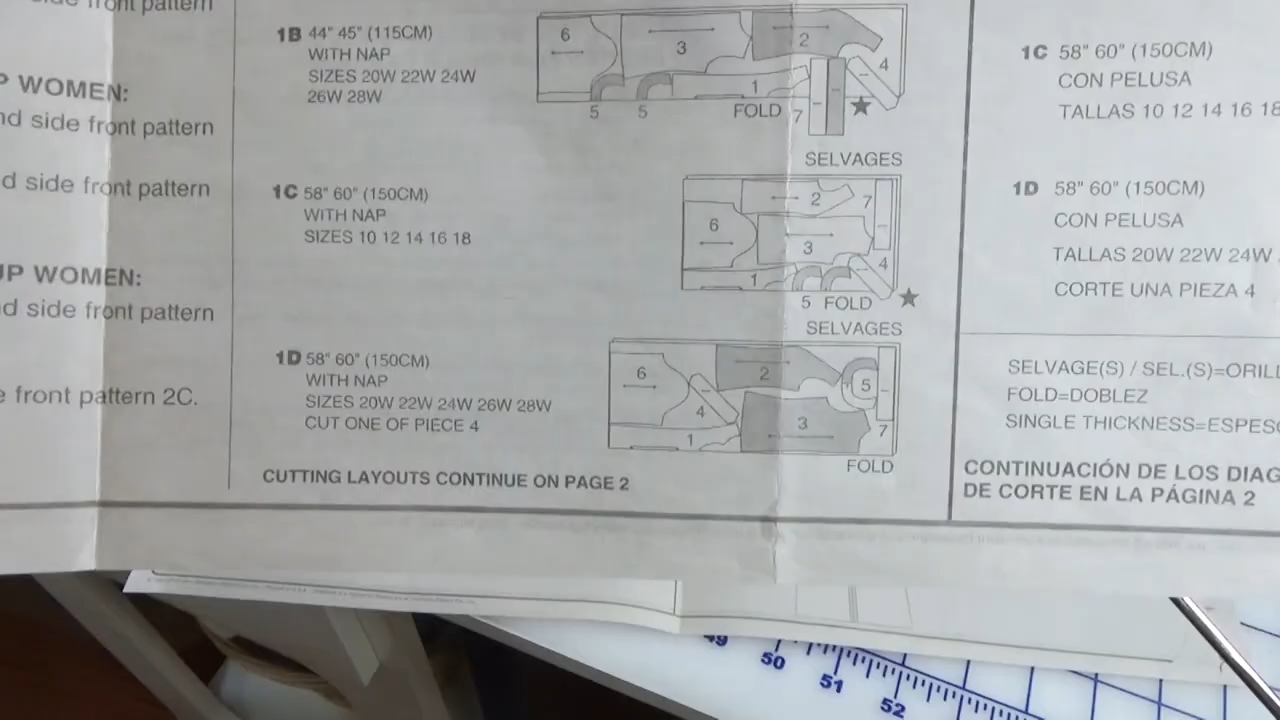 side front pattern
P WOMEN:
nd side front pattern
d side front pattern
UP WOMEN:
d side front pattern
e front pattern 2C.
1B 44" 45" (115CM)
WITH NAP
SIZES 20W 22W 24W
26W 28W
6 3 2 4
1
5 5 FOLD 7 ★
SELVAGES
1C 58" 60" (150CM)
WITH NAP
SIZES 10 12 14 16 18
2 7
6 3
1 4
5 FOLD ★
SELVAGES
1D 58" 60" (150CM)
WITH NAP
SIZES 20W 22W 24W 26W 28W
CUT ONE OF PIECE 4
6 2 5
4 3
1 7
FOLD
CUTTING LAYOUTS CONTINUE ON PAGE 2
1C 58" 60" (150CM)
CON PELUSA
TALLAS 10 12 14 16 18
1D 58" 60" (150CM)
CON PELUSA
TALLAS 20W 22W 24W
CORTE UNA PIEZA 4
SELVAGE(S) / SEL.(S)=ORILL
FOLD=DOBLEZ
SINGLE THICKNESS=ESPESO
CONTINUACIÓN DE LOS DIAG
DE CORTE EN LA PÁGINA 2
49 50 51 52